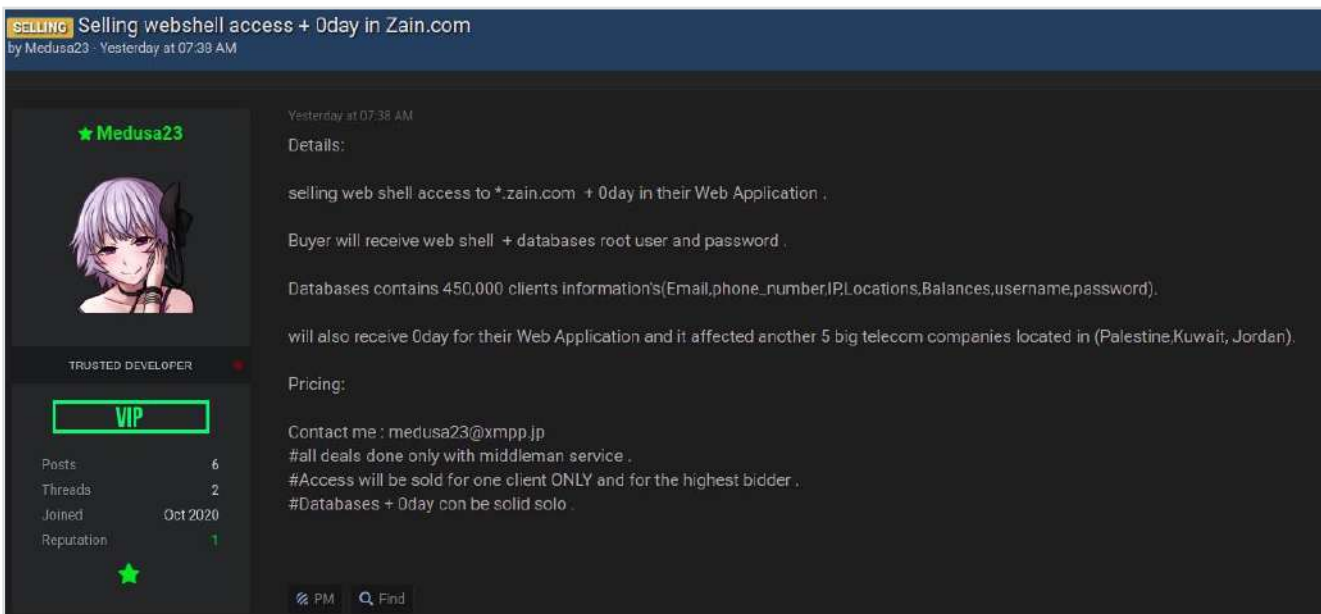 SELLING Selling webshell access + 0day in Zain.com
by Medusa23 - Yesterday at 07:38 AM
Medusa23
TRUSTED DEVELOPER
VIP
Posts 6
Threads 2
Joined Oct 2020
Reputation 1
Yesterday at 07:38 AM
Details:
selling web shell access to *.zain.com + 0day in their Web Application .
Buyer will receive web shell + databases root user and password .
Databases contains 450,000 clients information's(Email,phone_number,IP,Locations,Balances,username,password).
will also receive 0day for their Web Application and it affected another 5 big telecom companies located in (Palestine,Kuwait, Jordan).
Pricing:
Contact me : medusa23@xmpp.jp
#all deals done only with middleman service .
#Access will be sold for one client ONLY and for the highest bidder .
#Databases + 0day con be solid solo .
PM Find